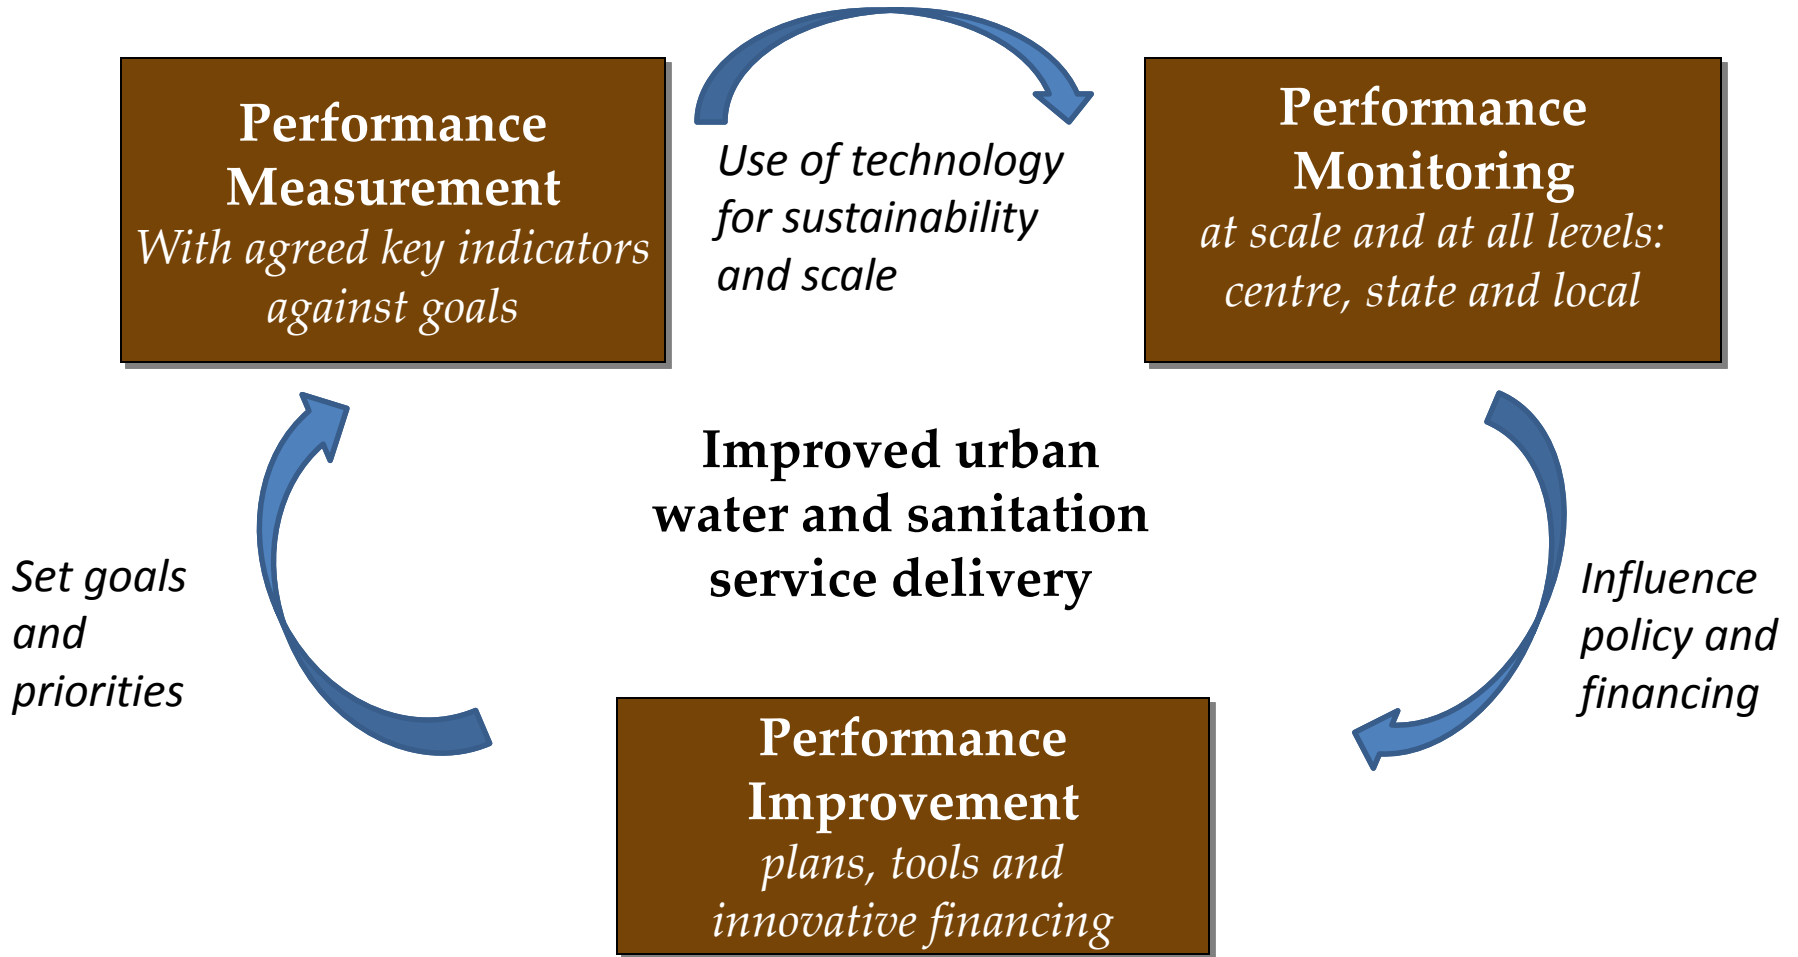 Performance
Measurement
With agreed key indicators
against goals
Use of technology
for sustainability
and scale
Performance
Monitoring
at scale and at all levels:
centre, state and local
Improved urban
water and sanitation
service delivery
Set goals
and
priorities
Influence
policy and
financing
Performance
Improvement
plans, tools and
innovative financing